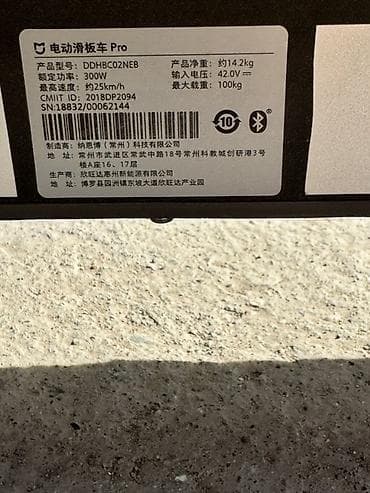 电动滑板车 Pro
产品型号: DDHBC02NEB 产品净重: 约14.2kg
额定功率: 300W 输入电压: 42.0V⎓
最高速度: 约25km/h 最大载重: 100kg
CMIIT ID: 2018DP2094
SN:18832/00062144
10
制造商: 纳恩博（常州）科技有限公司
地 址: 常州市武进区常武中路18号常州科教城创研港3号
楼A座16、17层
生产商: 欣旺达惠州新能源有限公司
地 址: 博罗县园洲镇东坡大道欣旺达产业园